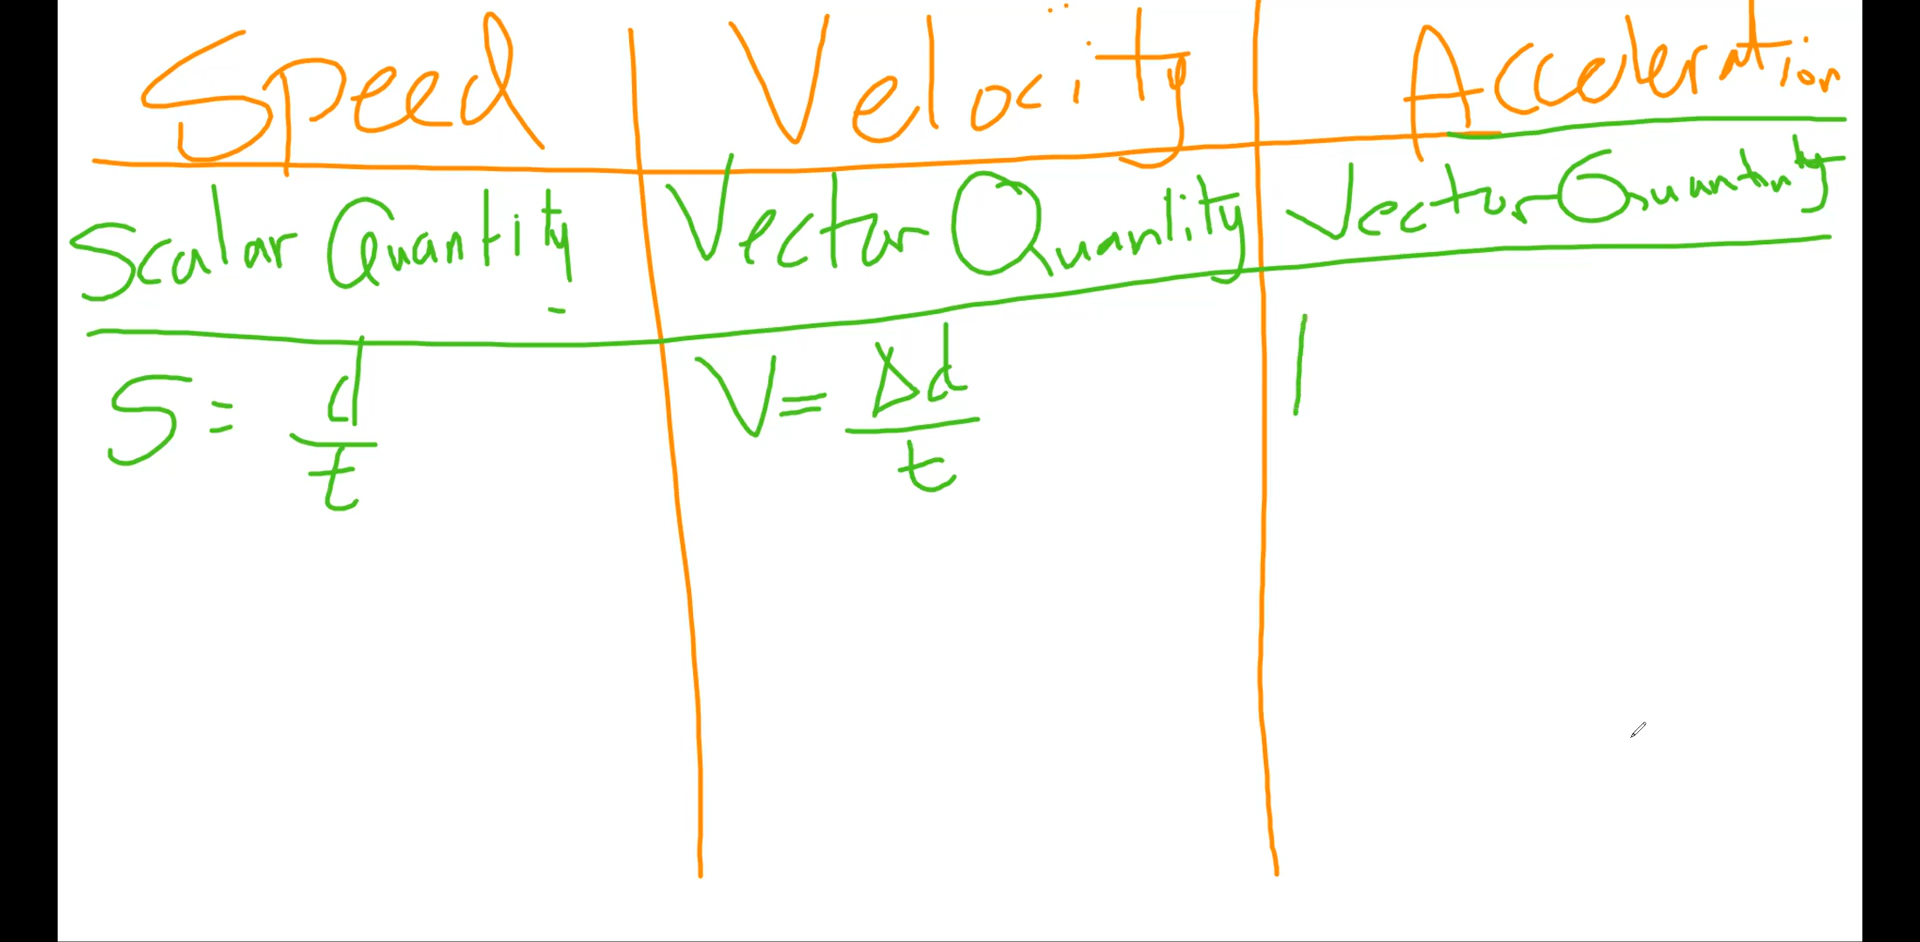 Speed Velocity Acceleration
Scalar Quantity Vector Quantity Vector Quantity
S = d/t V = Δd/t